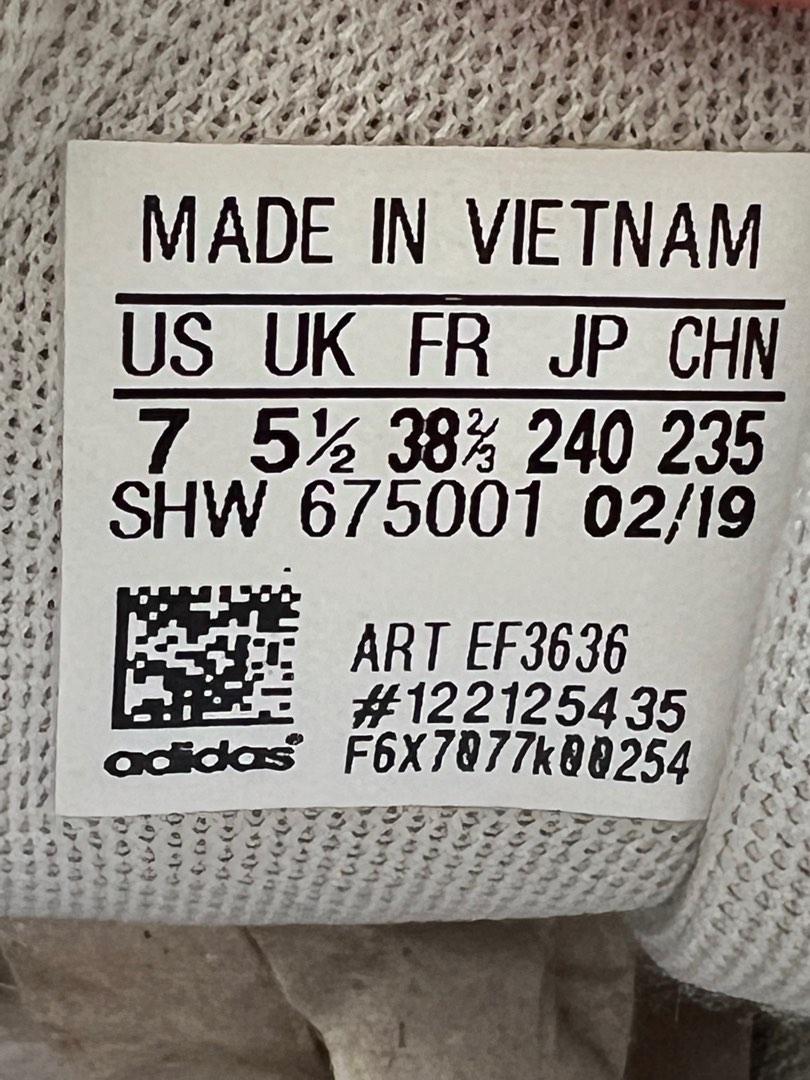 MADE IN VIETNAM
US UK FR JP CHN
7 5½ 38⅔ 240 235
SHW 675001 02/19
ART EF3636
#122125435
adidas®
F6X7077k00254